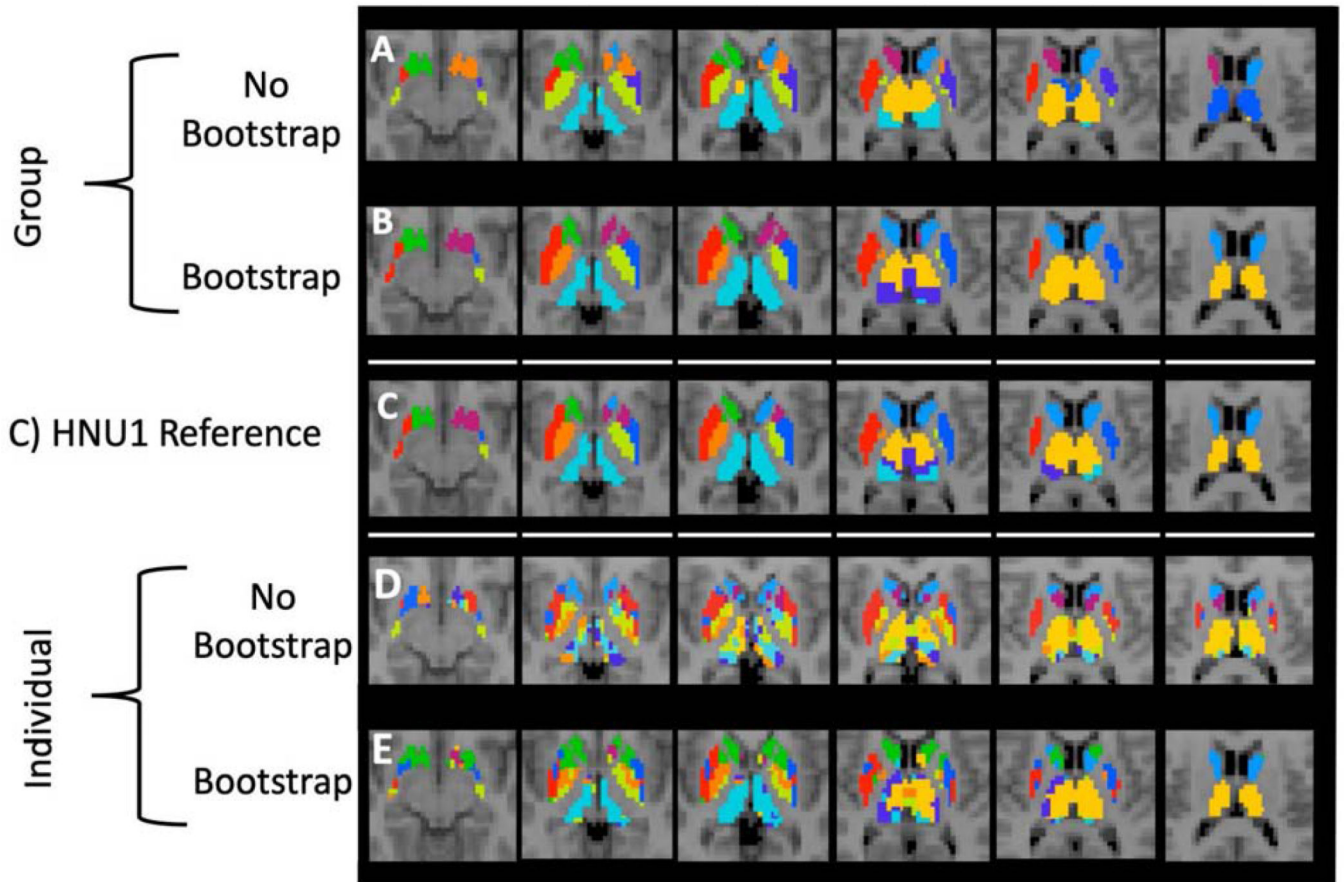 Group
No
Bootstrap
A
Bootstrap
B
C) HNU1 Reference
C
Individual
No
Bootstrap
D
Bootstrap
E